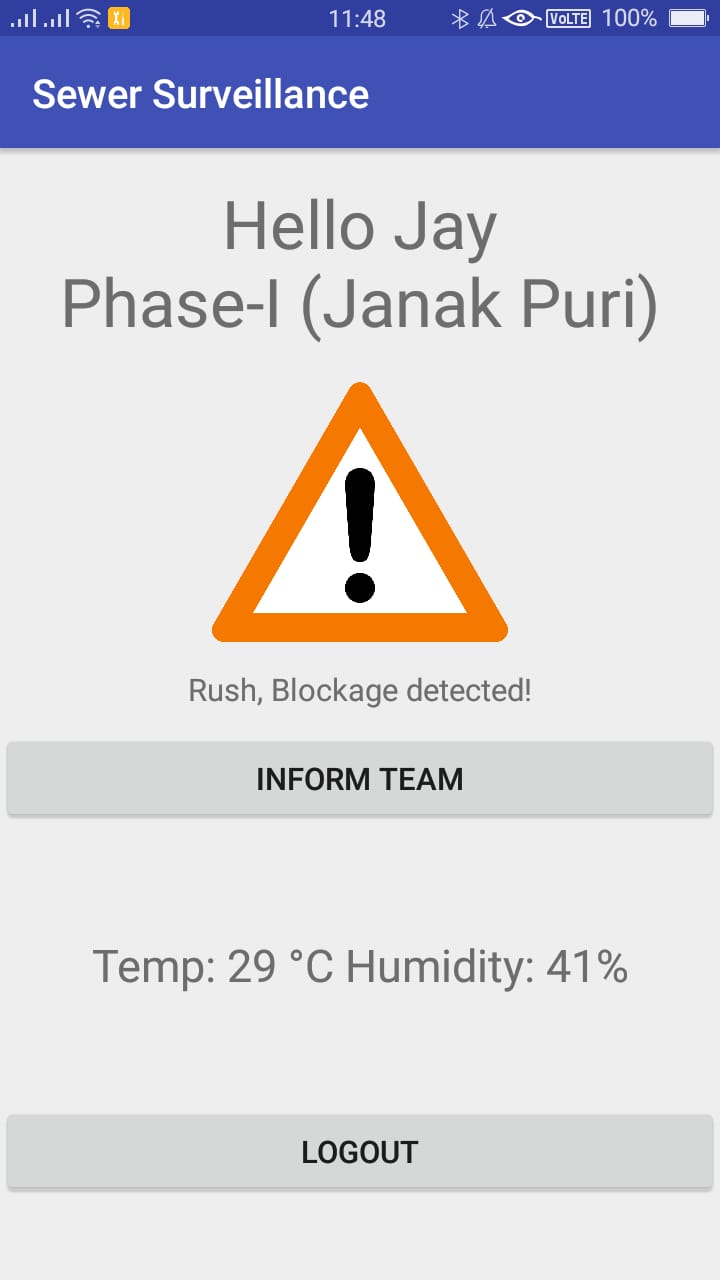 11:48
VoLTE
100%
Sewer Surveillance
Hello Jay
Phase-I (Janak Puri)
Rush, Blockage detected!
INFORM TEAM
Temp: 29 °C Humidity: 41%
LOGOUT